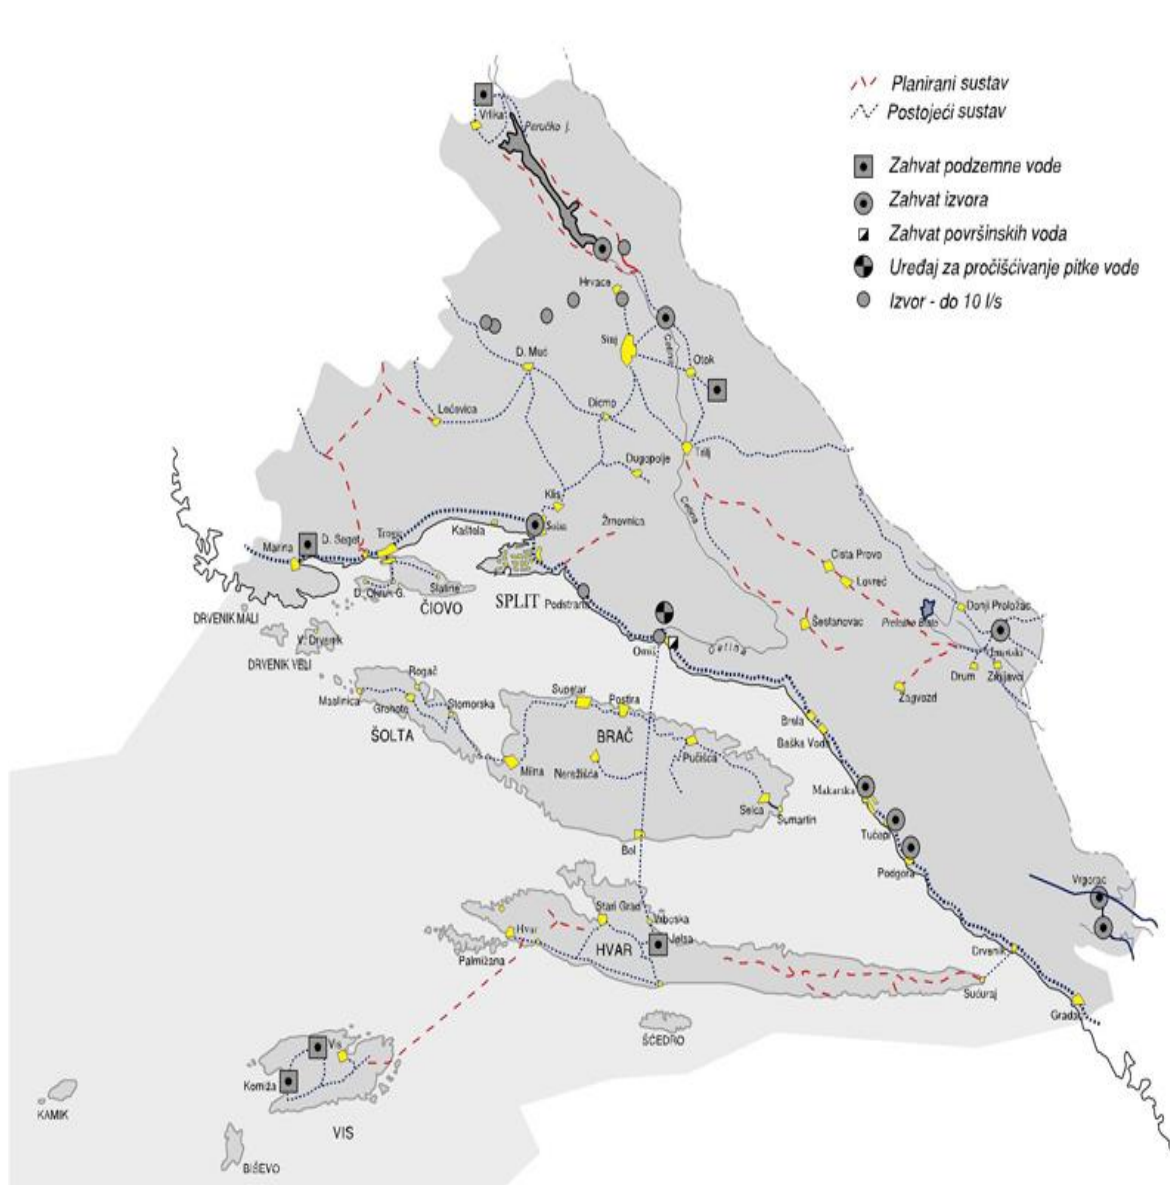 Planirani sustav
Postojeći sustav
Zahvat podzemne vode
Zahvat izvora
Zahvat površinskih voda
Uređaj za pročišćivanje pitke vode
Izvor - do 10 l/s
Vrlika
Peručko j.
Hrvace
Sinj
Cetina
Otok
D. Muć
Lećevica
Dicmo
Trilj
Dugopolje
Klis
Cetina
Žrnovnica
Kaštela
Solin
Marina
D. Seget
Trogir
Cista Provo
Lovreć
D. Okrug G.
Slatine
ČIOVO
SPLIT
Podstrana
DRVENIK MALI
Donji Proložac
Šestanovac
Prološko Blato
V. Drvenik
DRVENIK VELI
Omiš
Cetina
Imotski
Drum
Zmijavci
Zagvozd
Rogač
Maslinica
Grohote
Stomorska
ŠOLTA
Supetar
Postira
BRAČ
Brela
Baška Voda
Pučišća
Milna
Nerežišća
Makarska
Selca
Sumartin
Tučepi
Bol
Podgora
Vrgorac
Stari Grad
Vrboska
Hvar
HVAR
Jelsa
Palmižana
Drvenik
Sućuraj
Gradac
ŠĆEDRO
Vis
Komiža
KAMIK
VIS
BIŠEVO